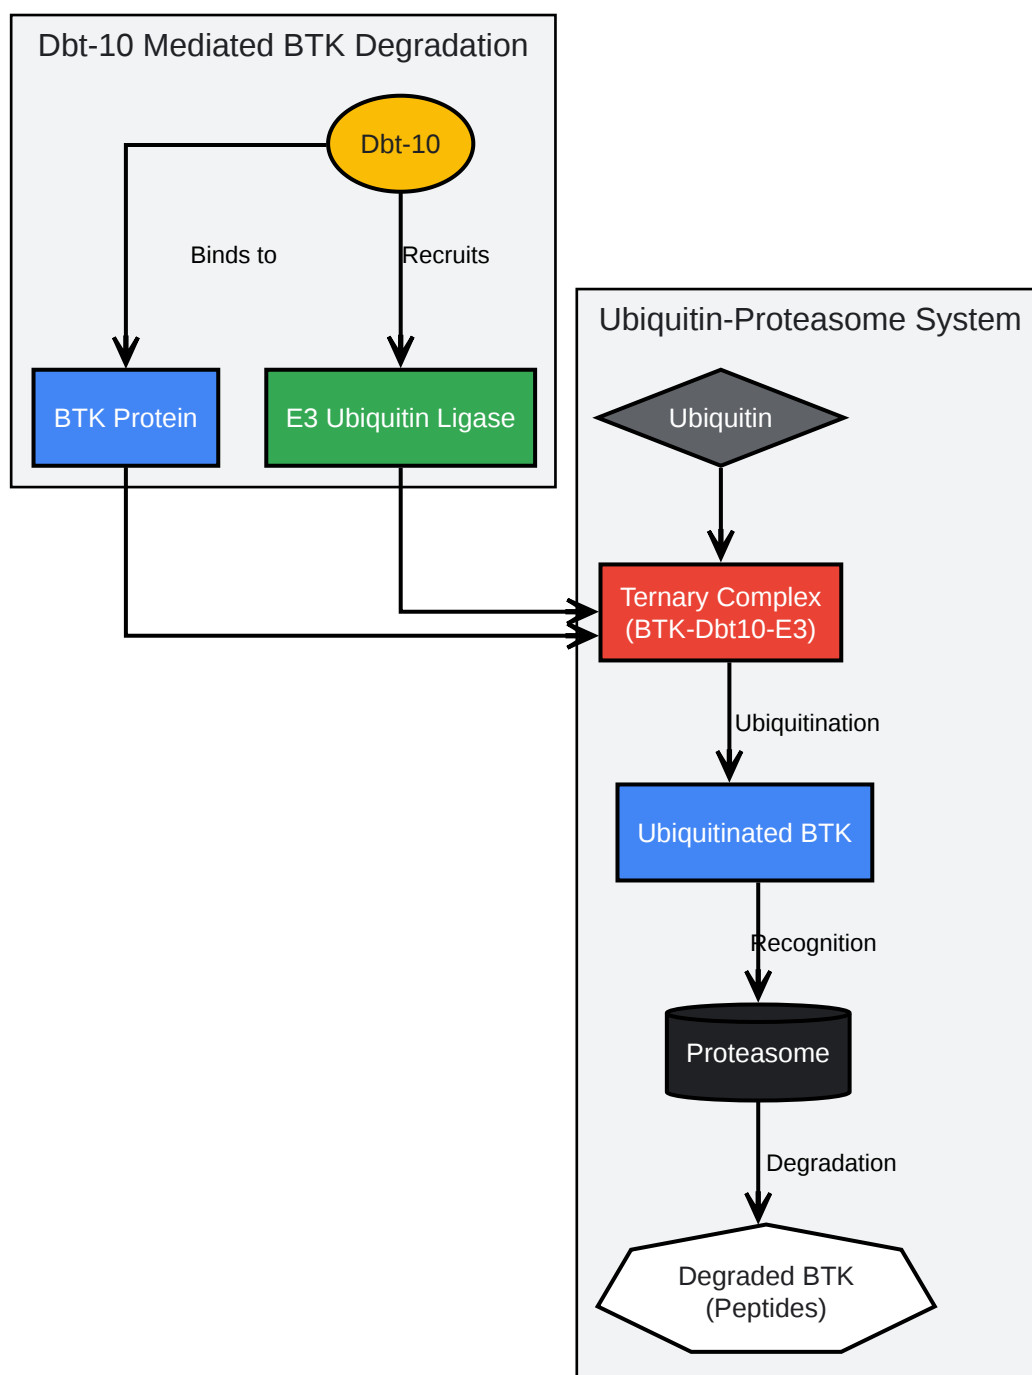 Dbt-10 Mediated BTK Degradation
Dbt-10
Binds to
Recruits
BTK Protein
E3 Ubiquitin Ligase
Ubiquitin-Proteasome System
Ubiquitin
Ternary Complex
(BTK-Dbt10-E3)
Ubiquitination
Ubiquitinated BTK
Recognition
Proteasome
Degradation
Degraded BTK
(Peptides)